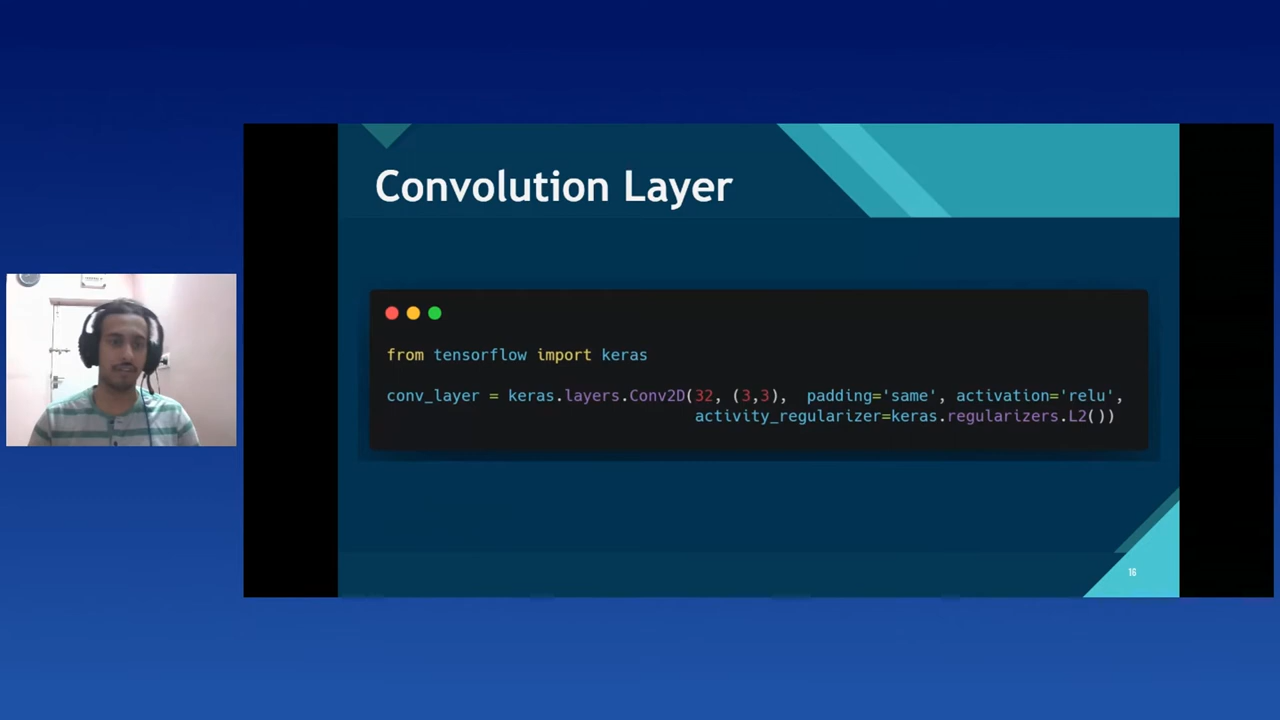 Convolution Layer
from tensorflow import keras
conv_layer = keras.layers.Conv2D(32, (3,3),  padding='same', activation='relu',
activity_regularizer=keras.regularizers.L2())
16